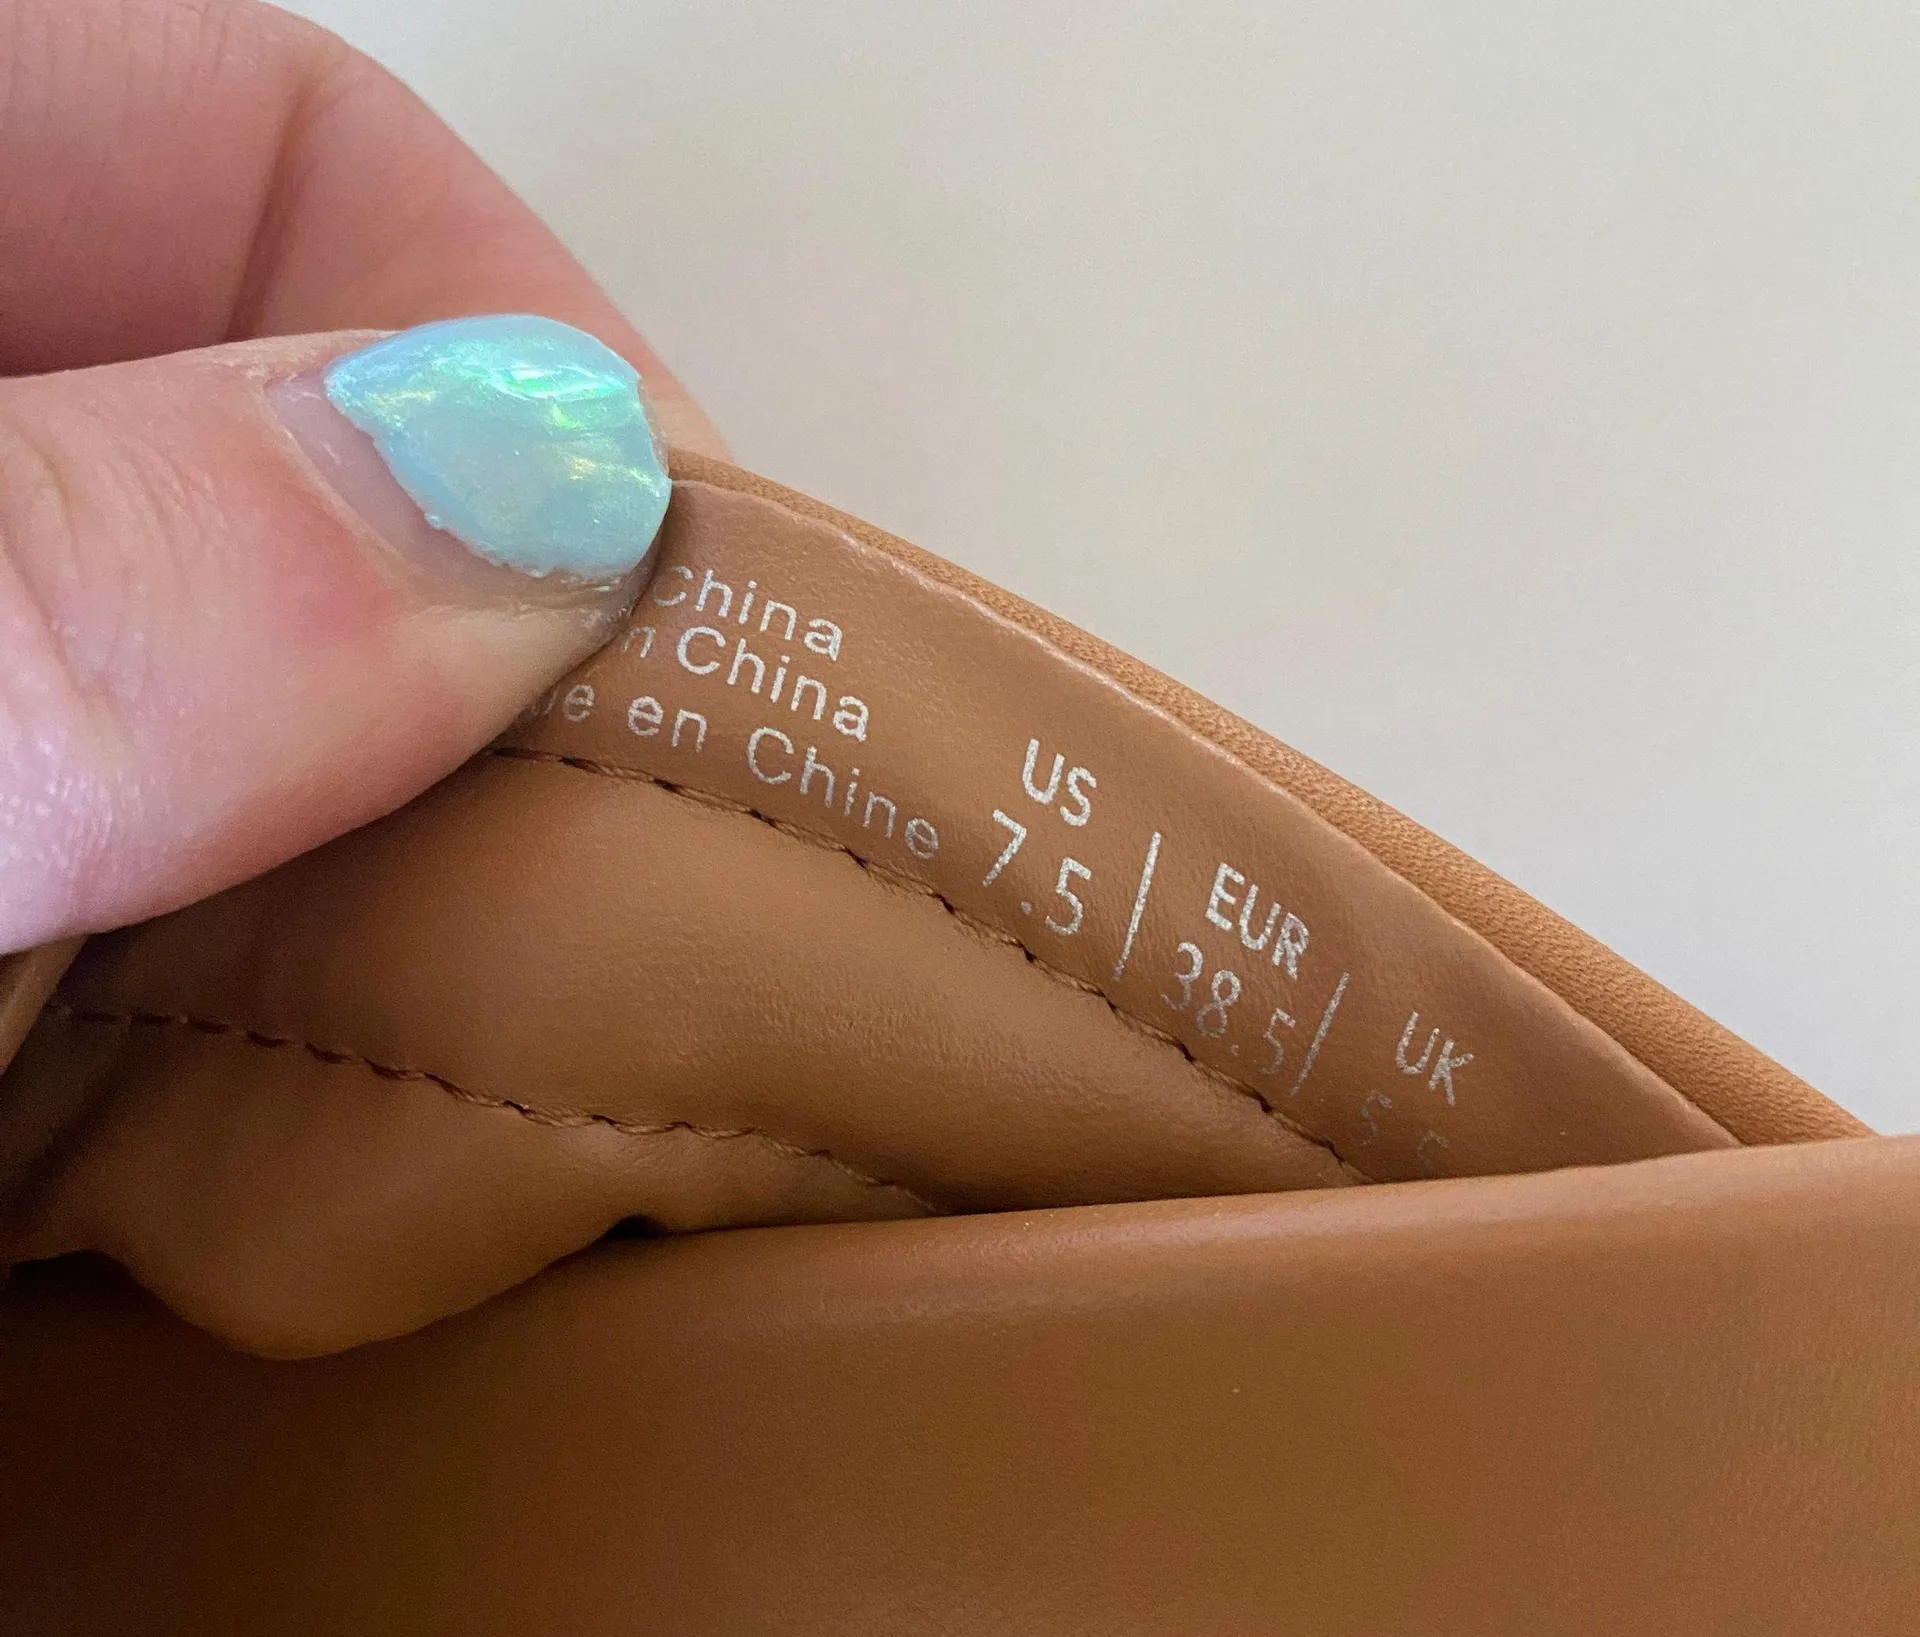 China
China
en Chine
US | EUR | UK
7.5 | 38.5 |